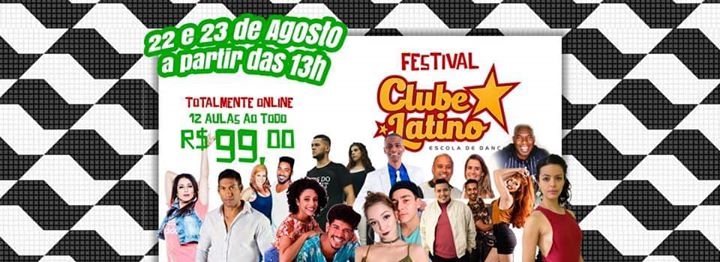 22 e 23 de Agosto
a partir das 13h
TOTALMENTE ONLINE
12 AULAS AO TODO
R$ 99,00
FESTIVAL
Clube
Latino
ESCOLA DE DANÇA